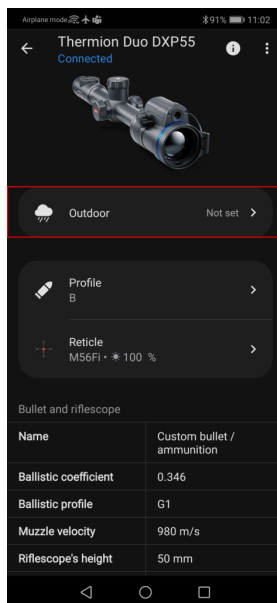 Airplane mode 91% 11:02
Thermion Duo DXP55
Connected
Outdoor Not set
Profile
B
Reticle
M56Fi • ☀ 100 %
Bullet and riflescope
Name Custom bullet /
ammunition
Ballistic coefficient 0.346
Ballistic profile G1
Muzzle velocity 980 m/s
Riflescope's height 50 mm